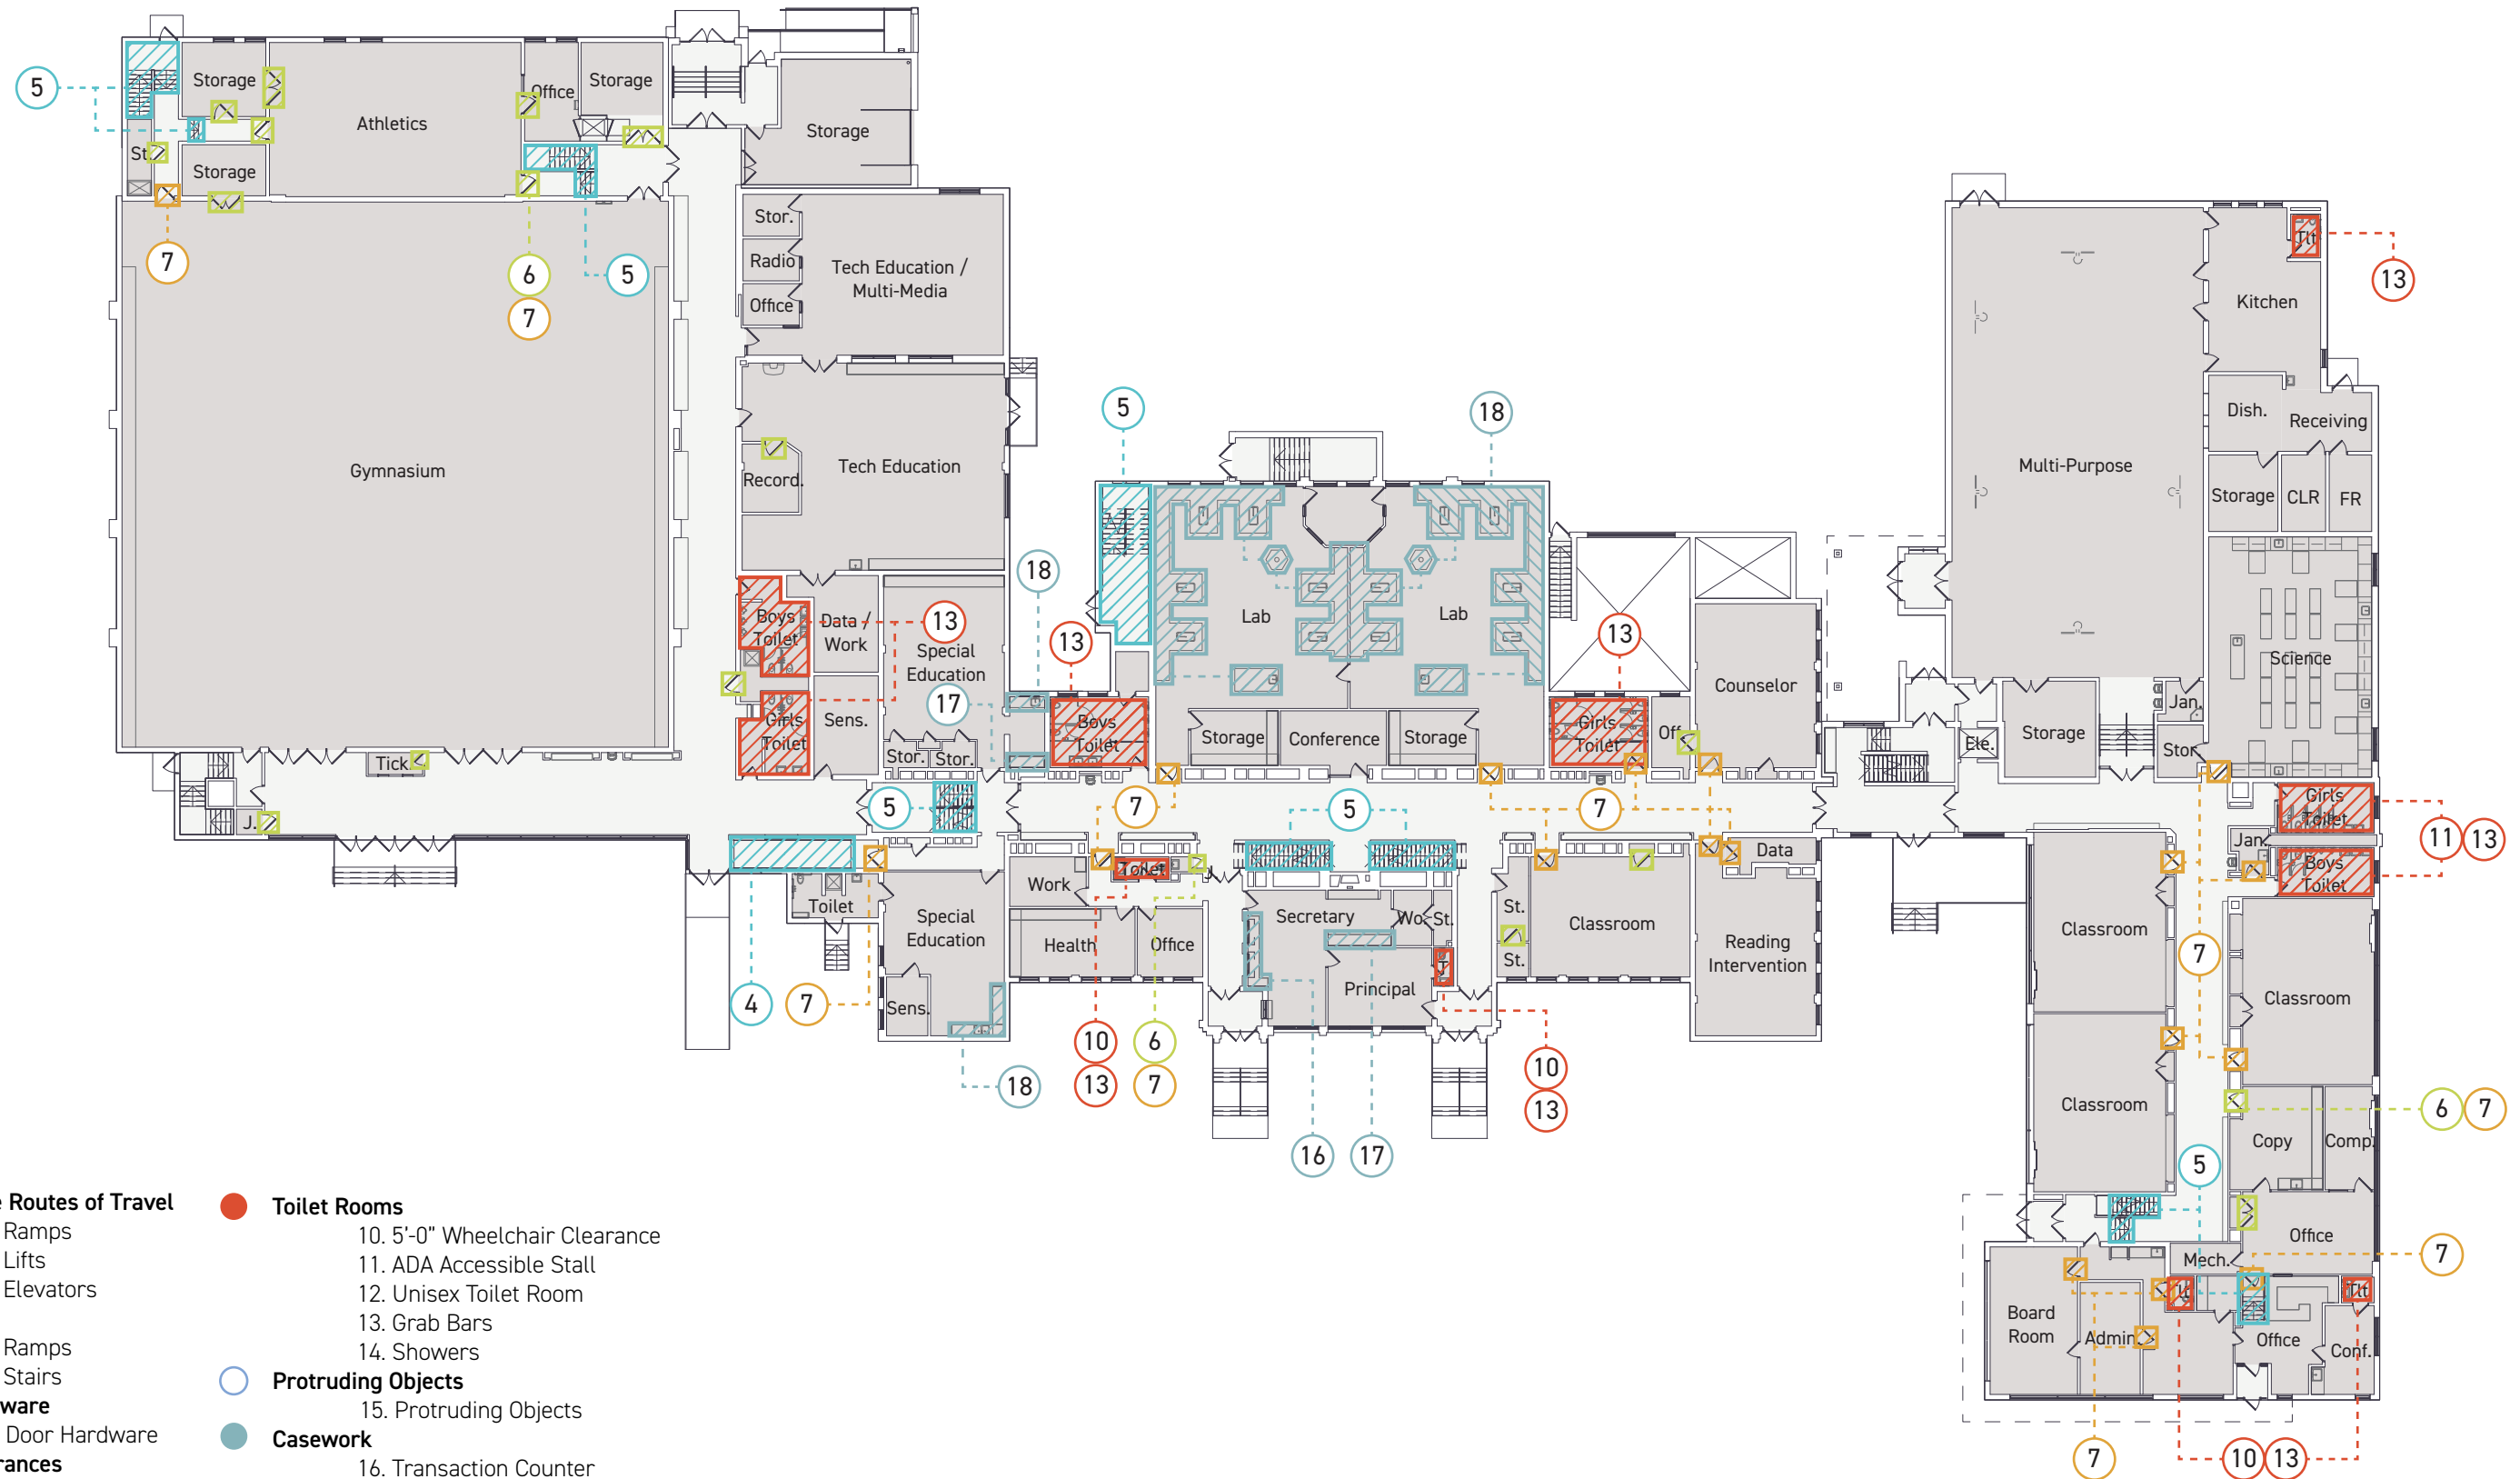 5
Storage
Athletics
Office
Storage
Storage
St.
Storage
7
6
7
5
Stor.
Radio
Office
Tech Education /
Multi-Media
Tlt
13
Kitchen
Dish.
Receiving
Multi-Purpose
Storage
CLR
FR
Gymnasium
Record.
Tech Education
5
18
18
Lab
Lab
Boys
Toilet
13
Data /
Work
Special
Education
13
13
Science
Counselor
17
Girls
Toilet
Sens.
Boys
Toilet
Girls
Toilet
Off.
Jan.
Stor.
Stor.
Storage
Conference
Storage
Ele.
Storage
Stor.
Tick.
J.
5
7
5
7
Girls
Toilet
11
13
Jan.
Boys
Toilet
Data
Toilet
J.
Work
Toilet
Special
Education
Health
Office
Secretary
Wo.
St.
St.
Classroom
St.
Reading
Intervention
Classroom
7
Classroom
Principal
T
Sens.
4
7
18
10
13
6
7
10
13
16
17
Classroom
6
7
Copy
Comp.
5
Office
Mech.
7
Board
Room
Admin
Tlt
Office
Conf.
7
10
13
e Routes of Travel
Ramps
Lifts
Elevators
Ramps
Stairs
ware
Door Hardware
rances
Toilet Rooms
10. 5'-0" Wheelchair Clearance
11. ADA Accessible Stall
12. Unisex Toilet Room
13. Grab Bars
14. Showers
Protruding Objects
15. Protruding Objects
Casework
16. Transaction Counter